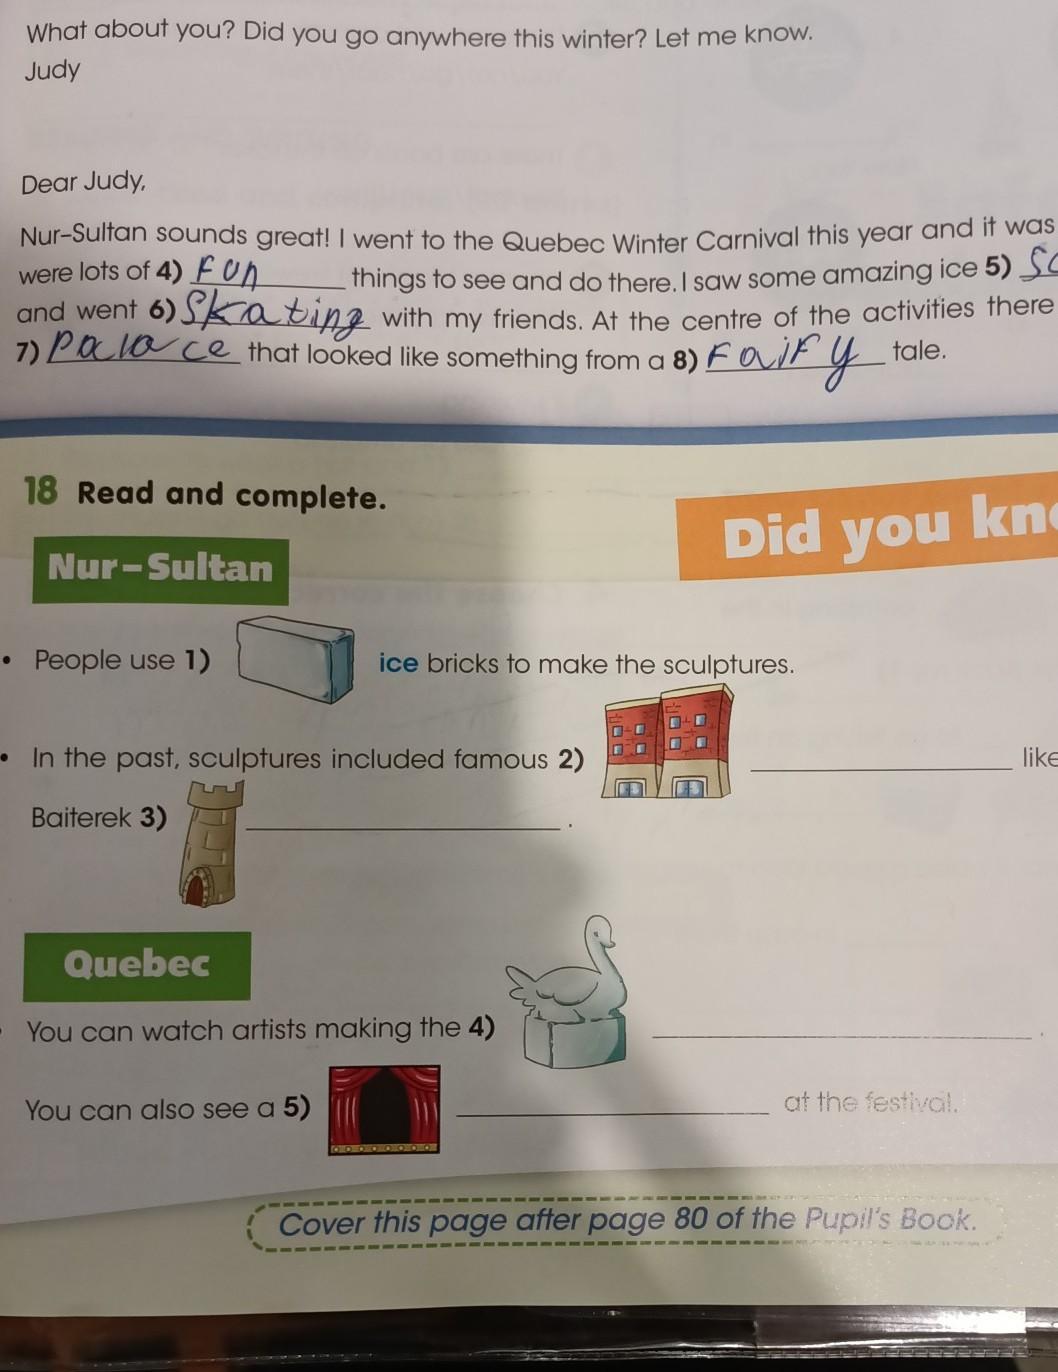 What about you? Did you go anywhere this winter? Let me know.
Judy
Dear Judy,
Nur-Sultan sounds great! I went to the Quebec Winter Carnival this year and it was
were lots of 4) Fun things to see and do there. I saw some amazing ice 5)
and went 6) Skating with my friends. At the centre of the activities there
7) Palace that looked like something from a 8) Fairy tale.
18 Read and complete.
Did you
Nur-Sultan
• People use 1) ice bricks to make the sculptures.
• In the past, sculptures included famous 2) like
Baiterek 3) .
Quebec
You can watch artists making the 4) .
You can also see a 5) at the festival.
Cover this page after page 80 of the Pupil's Book.